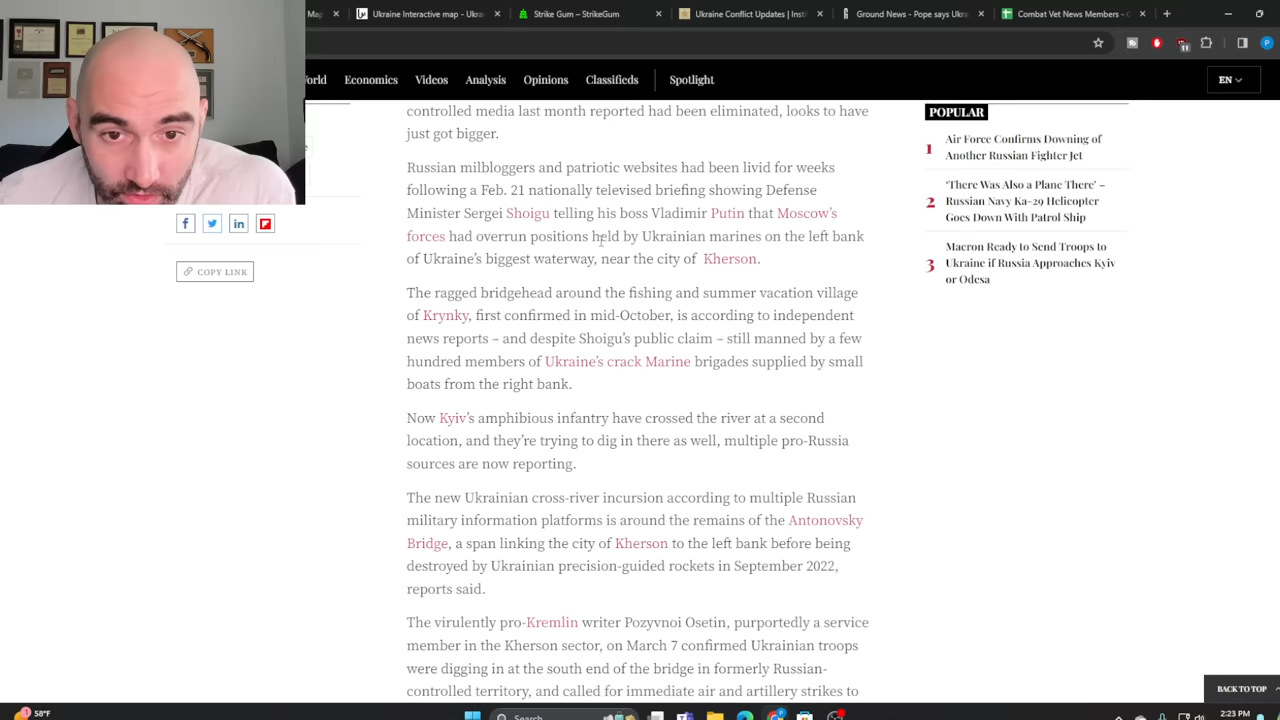 Map
Ukraine Interactive map - Ukra
Strike Gum – StrikeGum
Ukraine Conflict Updates | Inst
Ground News - Pope says Ukra
Combat Vet News Members - C
11
P
World Economics Videos Analysis Opinions Classifieds Spotlight EN
controlled media last month reported had been eliminated, looks to have
just got bigger.
Russian milbloggers and patriotic websites had been livid for weeks
following a Feb. 21 nationally televised briefing showing Defense
Minister Sergei Shoigu telling his boss Vladimir Putin that Moscow's
forces had overrun positions held by Ukrainian marines on the left bank
of Ukraine's biggest waterway, near the city of Kherson.
The ragged bridgehead around the fishing and summer vacation village
of Krynky, first confirmed in mid-October, is according to independent
news reports – and despite Shoigu's public claim – still manned by a few
hundred members of Ukraine's crack Marine brigades supplied by small
boats from the right bank.
Now Kyiv's amphibious infantry have crossed the river at a second
location, and they're trying to dig in there as well, multiple pro-Russia
sources are now reporting.
The new Ukrainian cross-river incursion according to multiple Russian
military information platforms is around the remains of the Antonovsky
Bridge, a span linking the city of Kherson to the left bank before being
destroyed by Ukrainian precision-guided rockets in September 2022,
reports said.
The virulently pro-Kremlin writer Pozyvnoi Osetin, purportedly a service
member in the Kherson sector, on March 7 confirmed Ukrainian troops
were digging in at the south end of the bridge in formerly Russian-
controlled territory, and called for immediate air and artillery strikes to
COPY LINK
POPULAR
1 Air Force Confirms Downing of
Another Russian Fighter Jet
2 ‘There Was Also a Plane There’ –
Russian Navy Ka-29 Helicopter
Goes Down With Patrol Ship
3 Macron Ready to Send Troops to
Ukraine if Russia Approaches Kyiv
or Odesa
BACK TO TOP
1 58°F
Search
2:23 PM